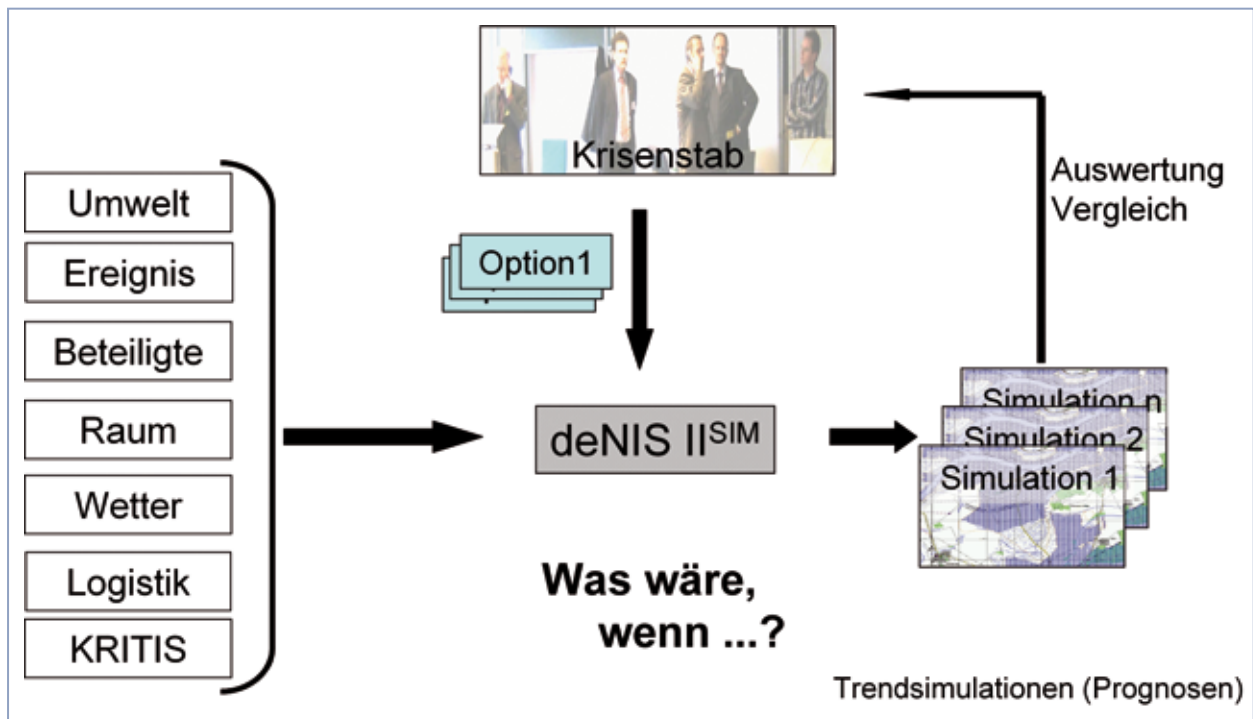 Krisenstab
Auswertung
Vergleich
Umwelt
Ereignis
Beteiligte
Raum
Wetter
Logistik
KRITIS
Option1
deNIS II^SIM
Simulation n
Simulation 2
Simulation 1
Was wäre,
wenn ...?
Trendsimulationen (Prognosen)